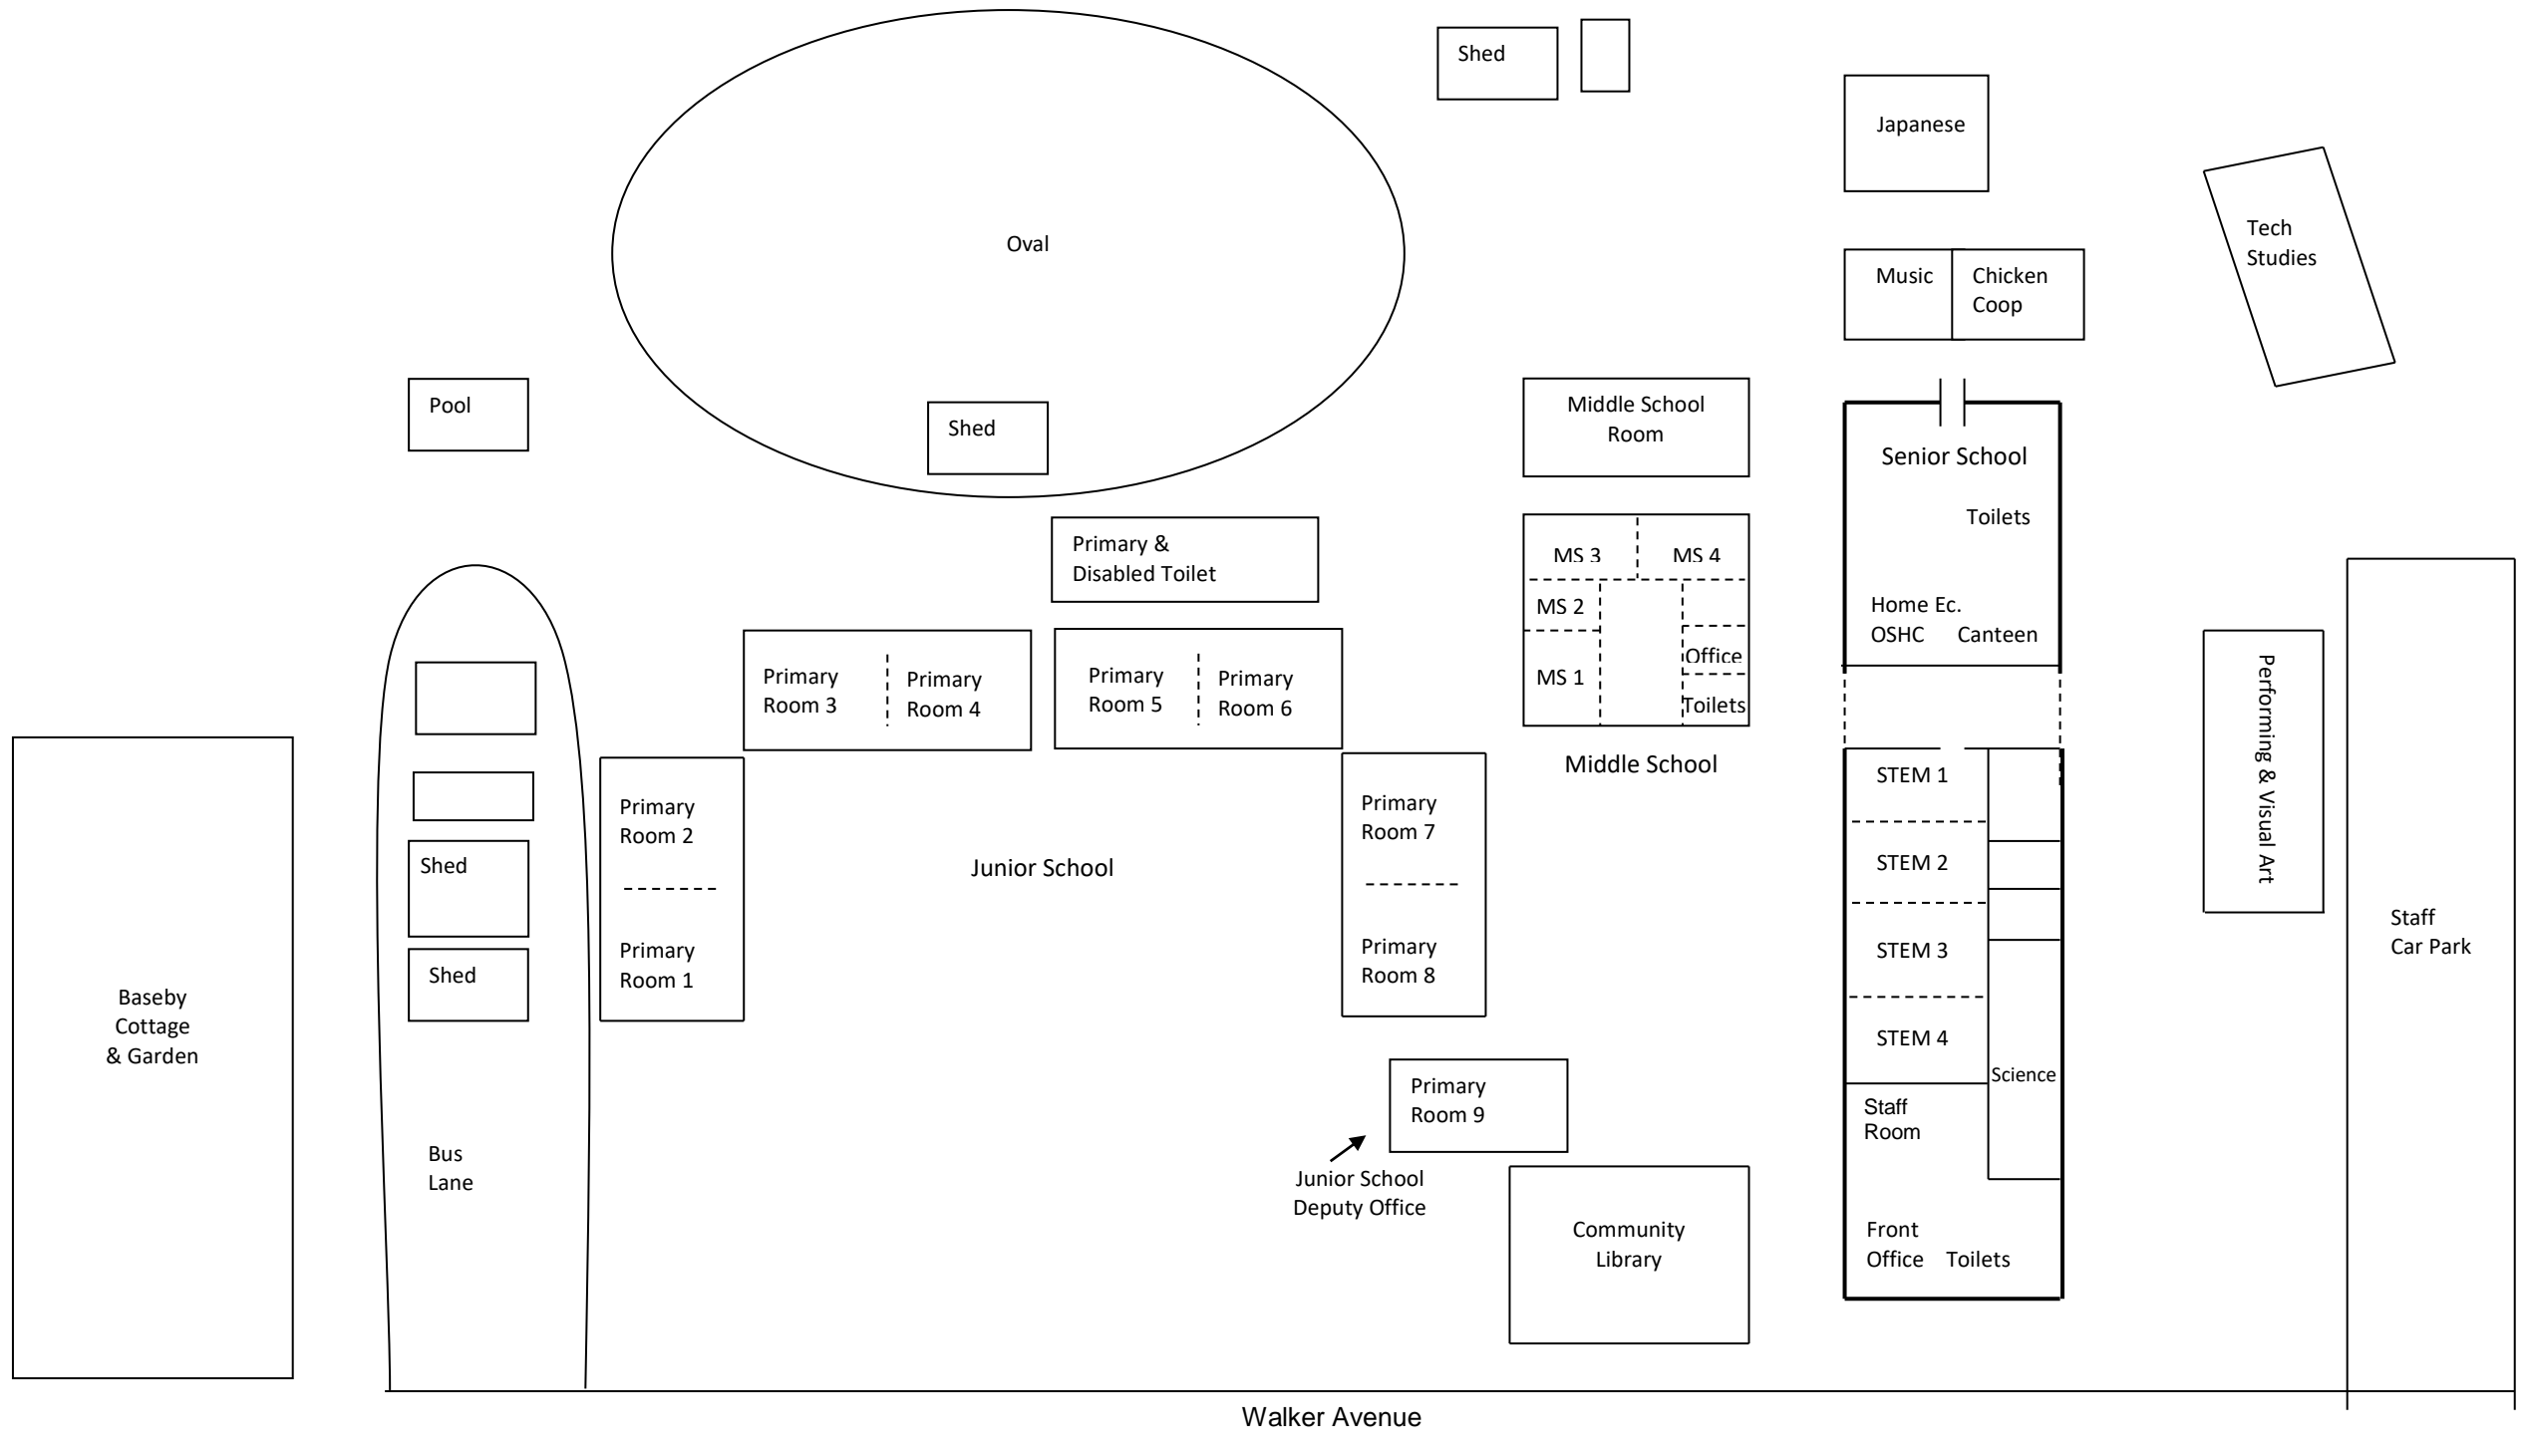 Shed
Japanese
Oval
Tech
Studies
Music
Chicken
Coop
Pool
Shed
Middle School
Room
Senior School
Toilets
Primary &
Disabled Toilet
MS 3
MS 4
MS 2
MS 1
Office
Toilets
Home Ec.
OSHC Canteen
Primary
Room 3
Primary
Room 4
Primary
Room 5
Primary
Room 6
Middle School
Performing & Visual Art
STEM 1
STEM 2
STEM 3
STEM 4
Science
Primary
Room 2
Primary
Room 1
Junior School
Primary
Room 7
Primary
Room 8
Shed
Shed
Staff
Car Park
Baseby
Cottage
& Garden
Bus
Lane
Primary
Room 9
Junior School
Deputy Office
Staff
Room
Community
Library
Front
Office Toilets
Walker Avenue